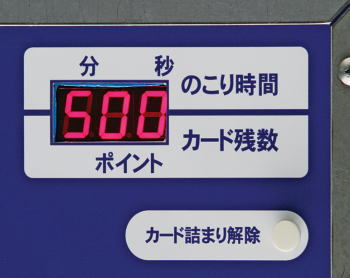 分 秒
のこり時間
500
カード残数
ポイント
カード詰まり解除